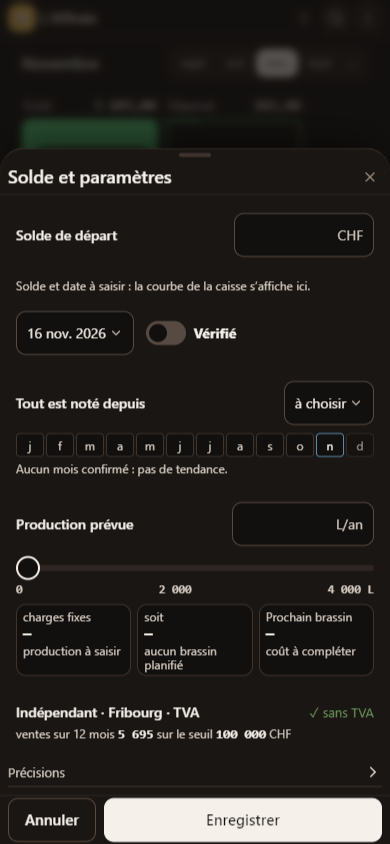 Novembre
Solde et paramètres ×
Solde de départ CHF
Solde et date à saisir : la courbe de la caisse s'affiche ici.
16 nov. 2026 Vérifié
Tout est noté depuis à choisir
j f m a m j j a s o n d
Aucun mois confirmé : pas de tendance.
Production prévue L/an
0 2 000 4 000 L
charges fixes soit Prochain brassin
— — —
production à saisir aucun brassin planifié coût à compléter
Indépendant · Fribourg · TVA ✓ sans TVA
ventes sur 12 mois 5 695 sur le seuil 100 000 CHF
Précisions
Annuler Enregistrer